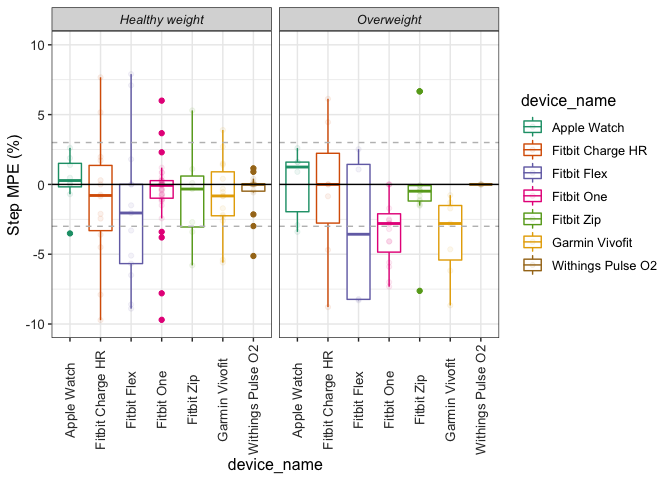 Healthy weight
Overweight
Step MPE (%)
10
5
0
-5
-10
Apple Watch
Fitbit Charge HR
Fitbit Flex
Fitbit One
Fitbit Zip
Garmin Vivofit
Withings Pulse O2
Apple Watch
Fitbit Charge HR
Fitbit Flex
Fitbit One
Fitbit Zip
Garmin Vivofit
Withings Pulse O2
device_name
device_name
Apple Watch
Fitbit Charge HR
Fitbit Flex
Fitbit One
Fitbit Zip
Garmin Vivofit
Withings Pulse O2